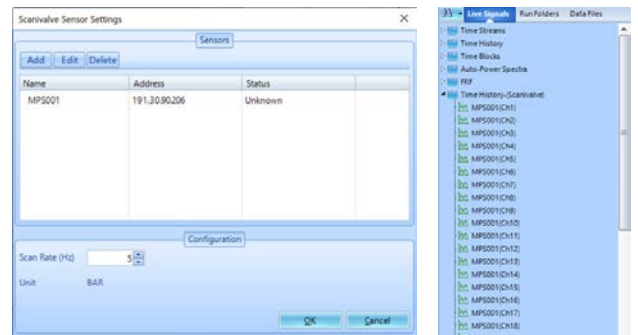 Scanivalve Sensor Settings
Sensors
Add Edit Delete
Name Address Status
MPS001 191.30.90.206 Unknown
Configuration
Scan Rate (Hz) 5
Unit BAR
OK Cancel
Live Signals Run Folders Data Files
Time Streams
Time History
Time Blocks
Auto-Power Spectra
FRF
Time History-(Scanivalve)
MPS001(Ch1)
MPS001(Ch2)
MPS001(Ch3)
MPS001(Ch4)
MPS001(Ch5)
MPS001(Ch6)
MPS001(Ch7)
MPS001(Ch8)
MPS001(Ch9)
MPS001(Ch10)
MPS001(Ch11)
MPS001(Ch12)
MPS001(Ch13)
MPS001(Ch14)
MPS001(Ch15)
MPS001(Ch16)
MPS001(Ch17)
MPS001(Ch18)